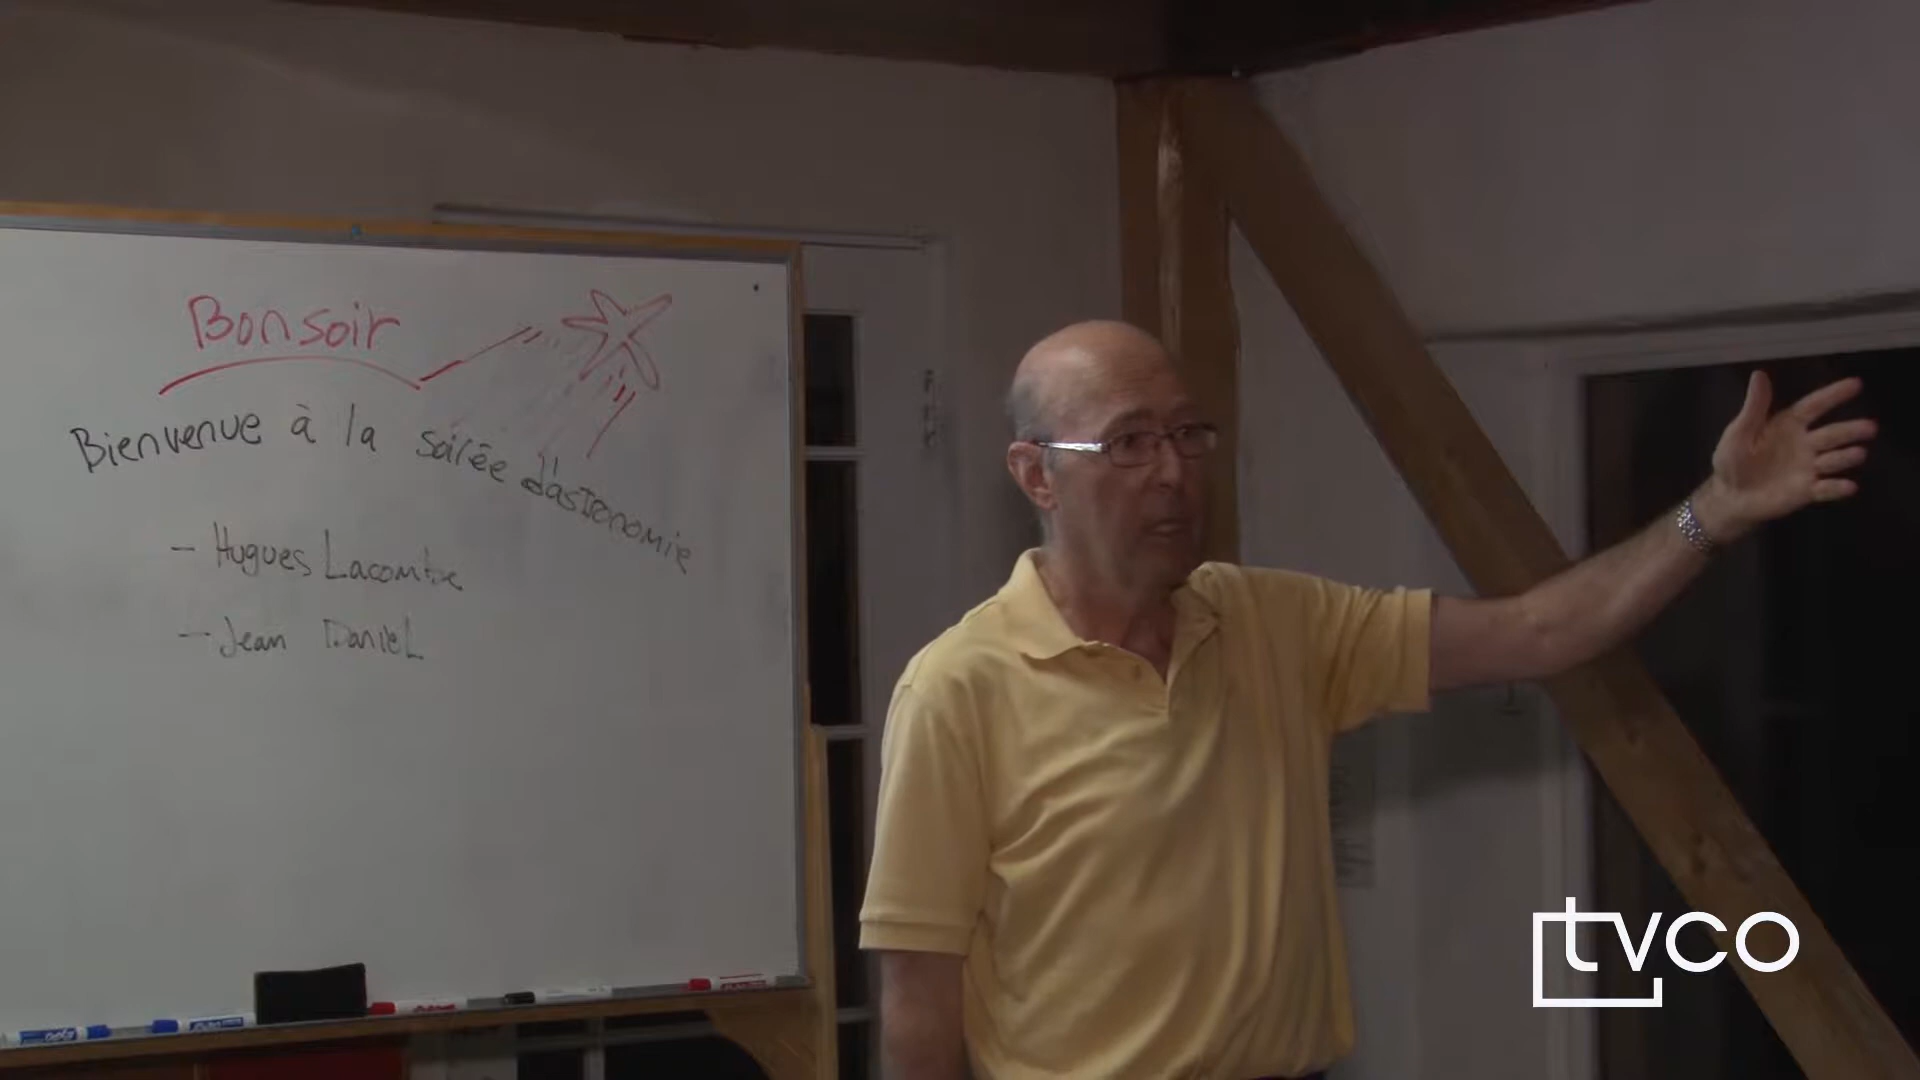 Bonsoir
Bienvenue à la soirée d'astronomie
- Hugues Lacombe
- Jean Daniel
tvco